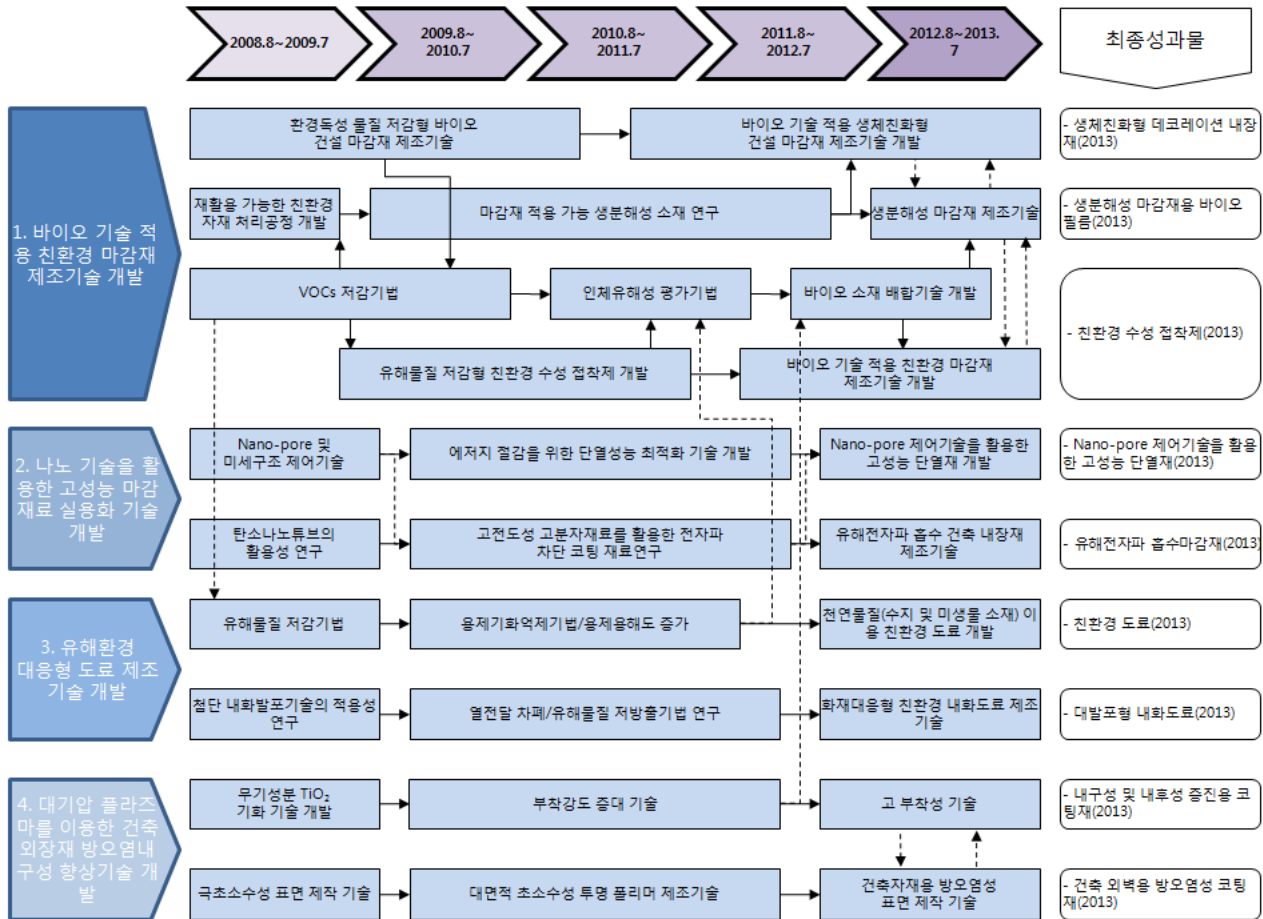 2008.8~2009.7
2009.8~
2010.7
2010.8~
2011.7
2011.8~
2012.7
2012.8~2013.
7
최종성과물
1. 바이오 기술 적
용 친환경 마감재
제조기술 개발
환경독성 물질 저감형 바이오
건설 마감재 제조기술
바이오 기술 적용 생체친화형
건설 마감재 제조기술 개발
- 생체친화형 데코레이션 내장
재(2013)
재활용 가능한 친환경
자재 처리공정 개발
마감재 적용 가능 생분해성 소재 연구
생분해성 마감재 제조기술
- 생분해성 마감재용 바이오
필름(2013)
VOCs 저감기법
인체유해성 평가기법
바이오 소재 배합기술 개발
- 친환경 수성 접착제(2013)
유해물질 저감형 친환경 수성 접착제 개발
바이오 기술 적용 친환경 마감재
제조기술 개발
2. 나노 기술을 활
용한 고성능 마감
재료 실용화 기술
개발
Nano-pore 및
미세구조 제어기술
에저지 절감을 위한 단열성능 최적화 기술 개발
Nano-pore 제어기술을 활용한
고성능 단열재 개발
- Nano-pore 제어기술을 활용
한 고성능 단열재(2013)
탄소나노튜브의
활용성 연구
고전도성 고분자재료를 활용한 전자파
차단 코팅 재료연구
유해전자파 흡수 건축 내장재
제조기술
- 유해전자파 흡수마감재(2013)
3. 유해환경
대응형 도료 제조
기술 개발
유해물질 저감기법
용제기화억제기법/용제용해도 증가
천연물질(수지 및 미생물 소재) 이
용 친환경 도료 개발
- 친환경 도료(2013)
첨단 내화발포기술의 적용성
연구
열전달 차폐/유해물질 저방출기법 연구
화재대응형 친환경 내화도료 제조
기술
- 대발포형 내화도료(2013)
4. 대기압 플라즈
마를 이용한 건축
외장재 방오염내
구성 향상기술 개
발
무기성분 TiO₂
기화 기술 개발
부착강도 증대 기술
고 부착성 기술
- 내구성 및 내후성 증진용 코
팅재(2013)
극초소수성 표면 제작 기술
대면적 초소수성 투명 폴리머 제조기술
건축자재용 방오염성
표면 제작 기술
- 건축 외벽용 방오염성 코팅
재(2013)